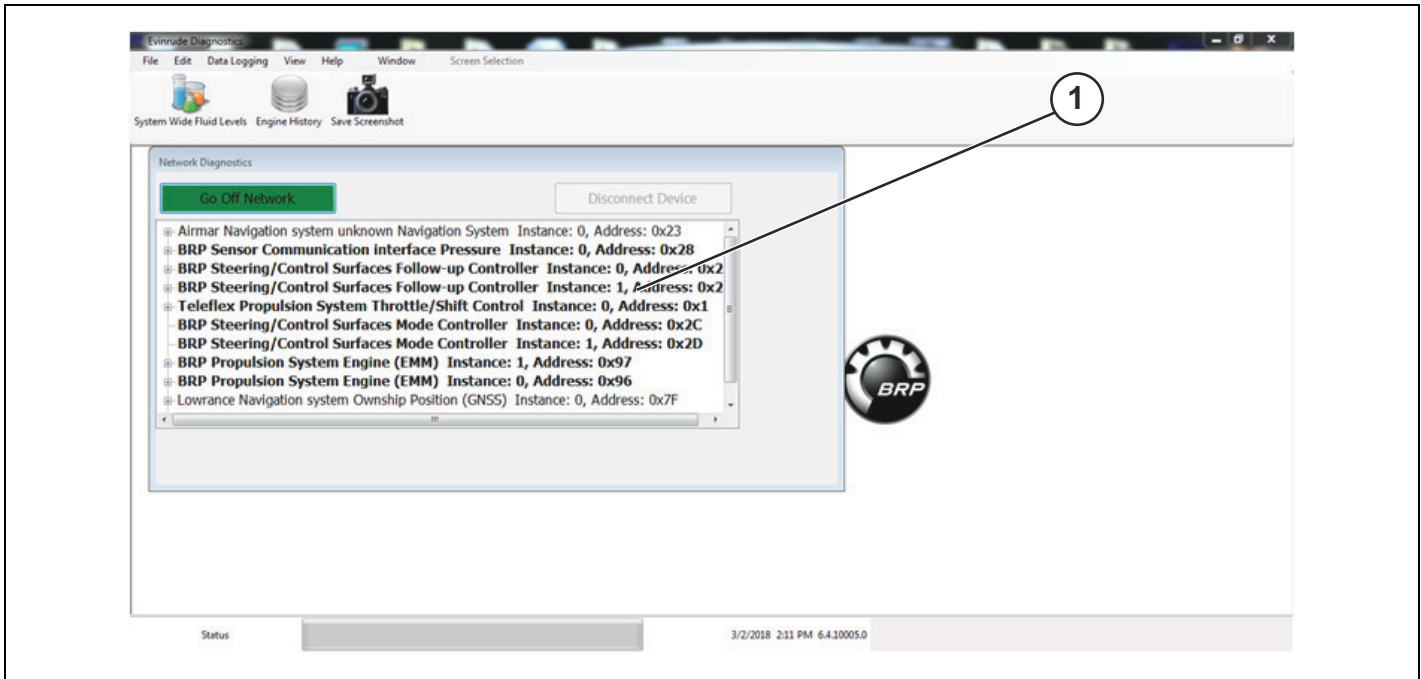 Evinrude Diagnostics
File Edit Data Logging View Help Window Screen Selection
1
System Wide Fluid Levels Engine History Save Screenshot
Network Diagnostics
Go Off Network Disconnect Device
Airmar Navigation system unknown Navigation System Instance: 0, Address: 0x23
BRP Sensor Communication interface Pressure Instance: 0, Address: 0x28
BRP Steering/Control Surfaces Follow-up Controller Instance: 0, Address: 0x2
BRP Steering/Control Surfaces Follow-up Controller Instance: 1, Address: 0x2
Teleflex Propulsion System Throttle/Shift Control Instance: 0, Address: 0x1
BRP Steering/Control Surfaces Mode Controller Instance: 0, Address: 0x2C
BRP Steering/Control Surfaces Mode Controller Instance: 1, Address: 0x2D
BRP Propulsion System Engine (EMM) Instance: 1, Address: 0x97
BRP Propulsion System Engine (EMM) Instance: 0, Address: 0x96
Lowrance Navigation system Ownship Position (GNSS) Instance: 0, Address: 0x7F
BRP
Status 3/2/2018 2:11 PM 6.4.10005.0